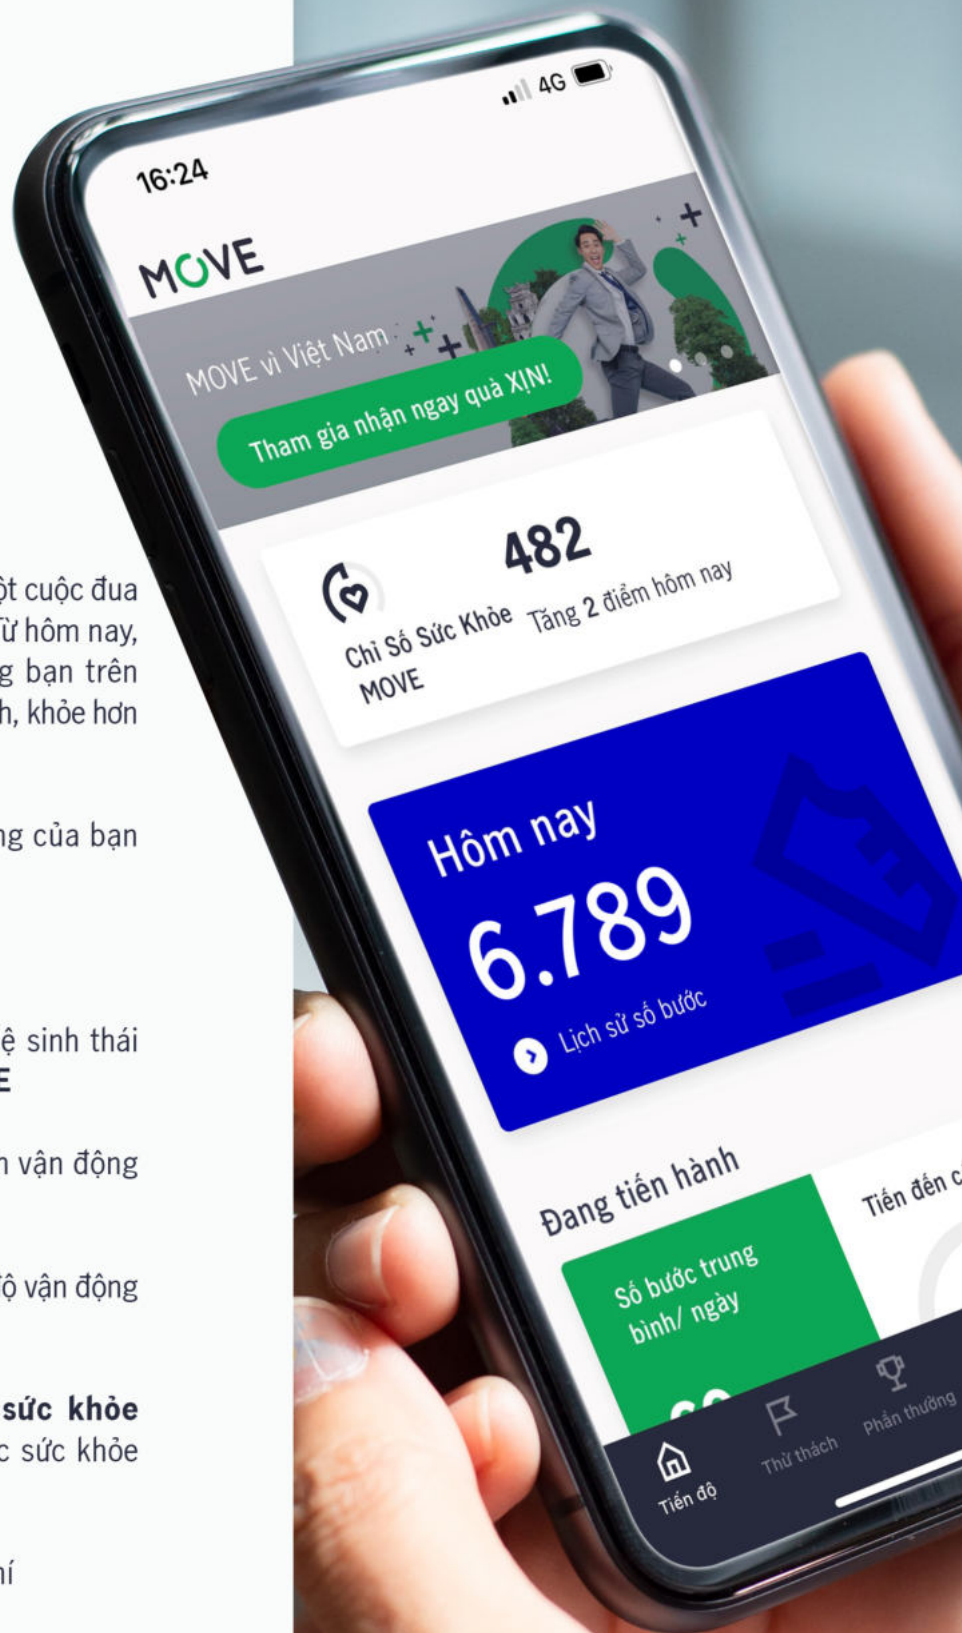 ột cuộc đua
Từ hôm nay,
g bạn trên
h, khỏe hơn
ng của bạn
ệ sinh thái
E
n vận động
độ vận động
sức khỏe
c sức khỏe
hí
16:24
4G
MOVE
MOVE vì Việt Nam
Tham gia nhận ngay quà XỊN!
482
Chỉ Số Sức Khỏe
MOVE
Tăng 2 điểm hôm nay
Hôm nay
6.789
Lịch sử số bước
Đang tiến hành
Số bước trung
bình/ ngày
Tiến đến c
Tiến độ
Thử thách
Phần thưởng